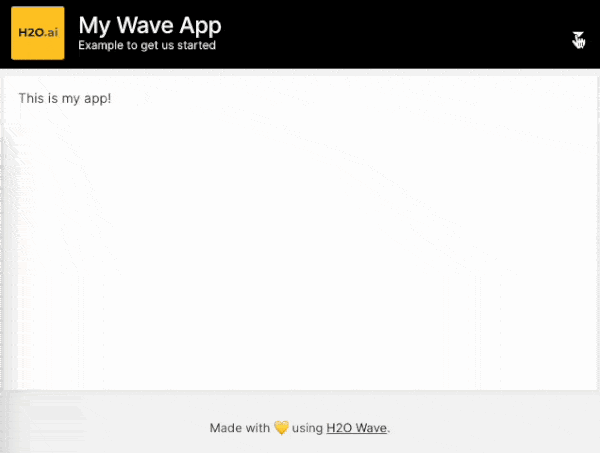 H2O.ai
My Wave App
Example to get us started
This is my app!
Made with 💛 using H2O Wave.